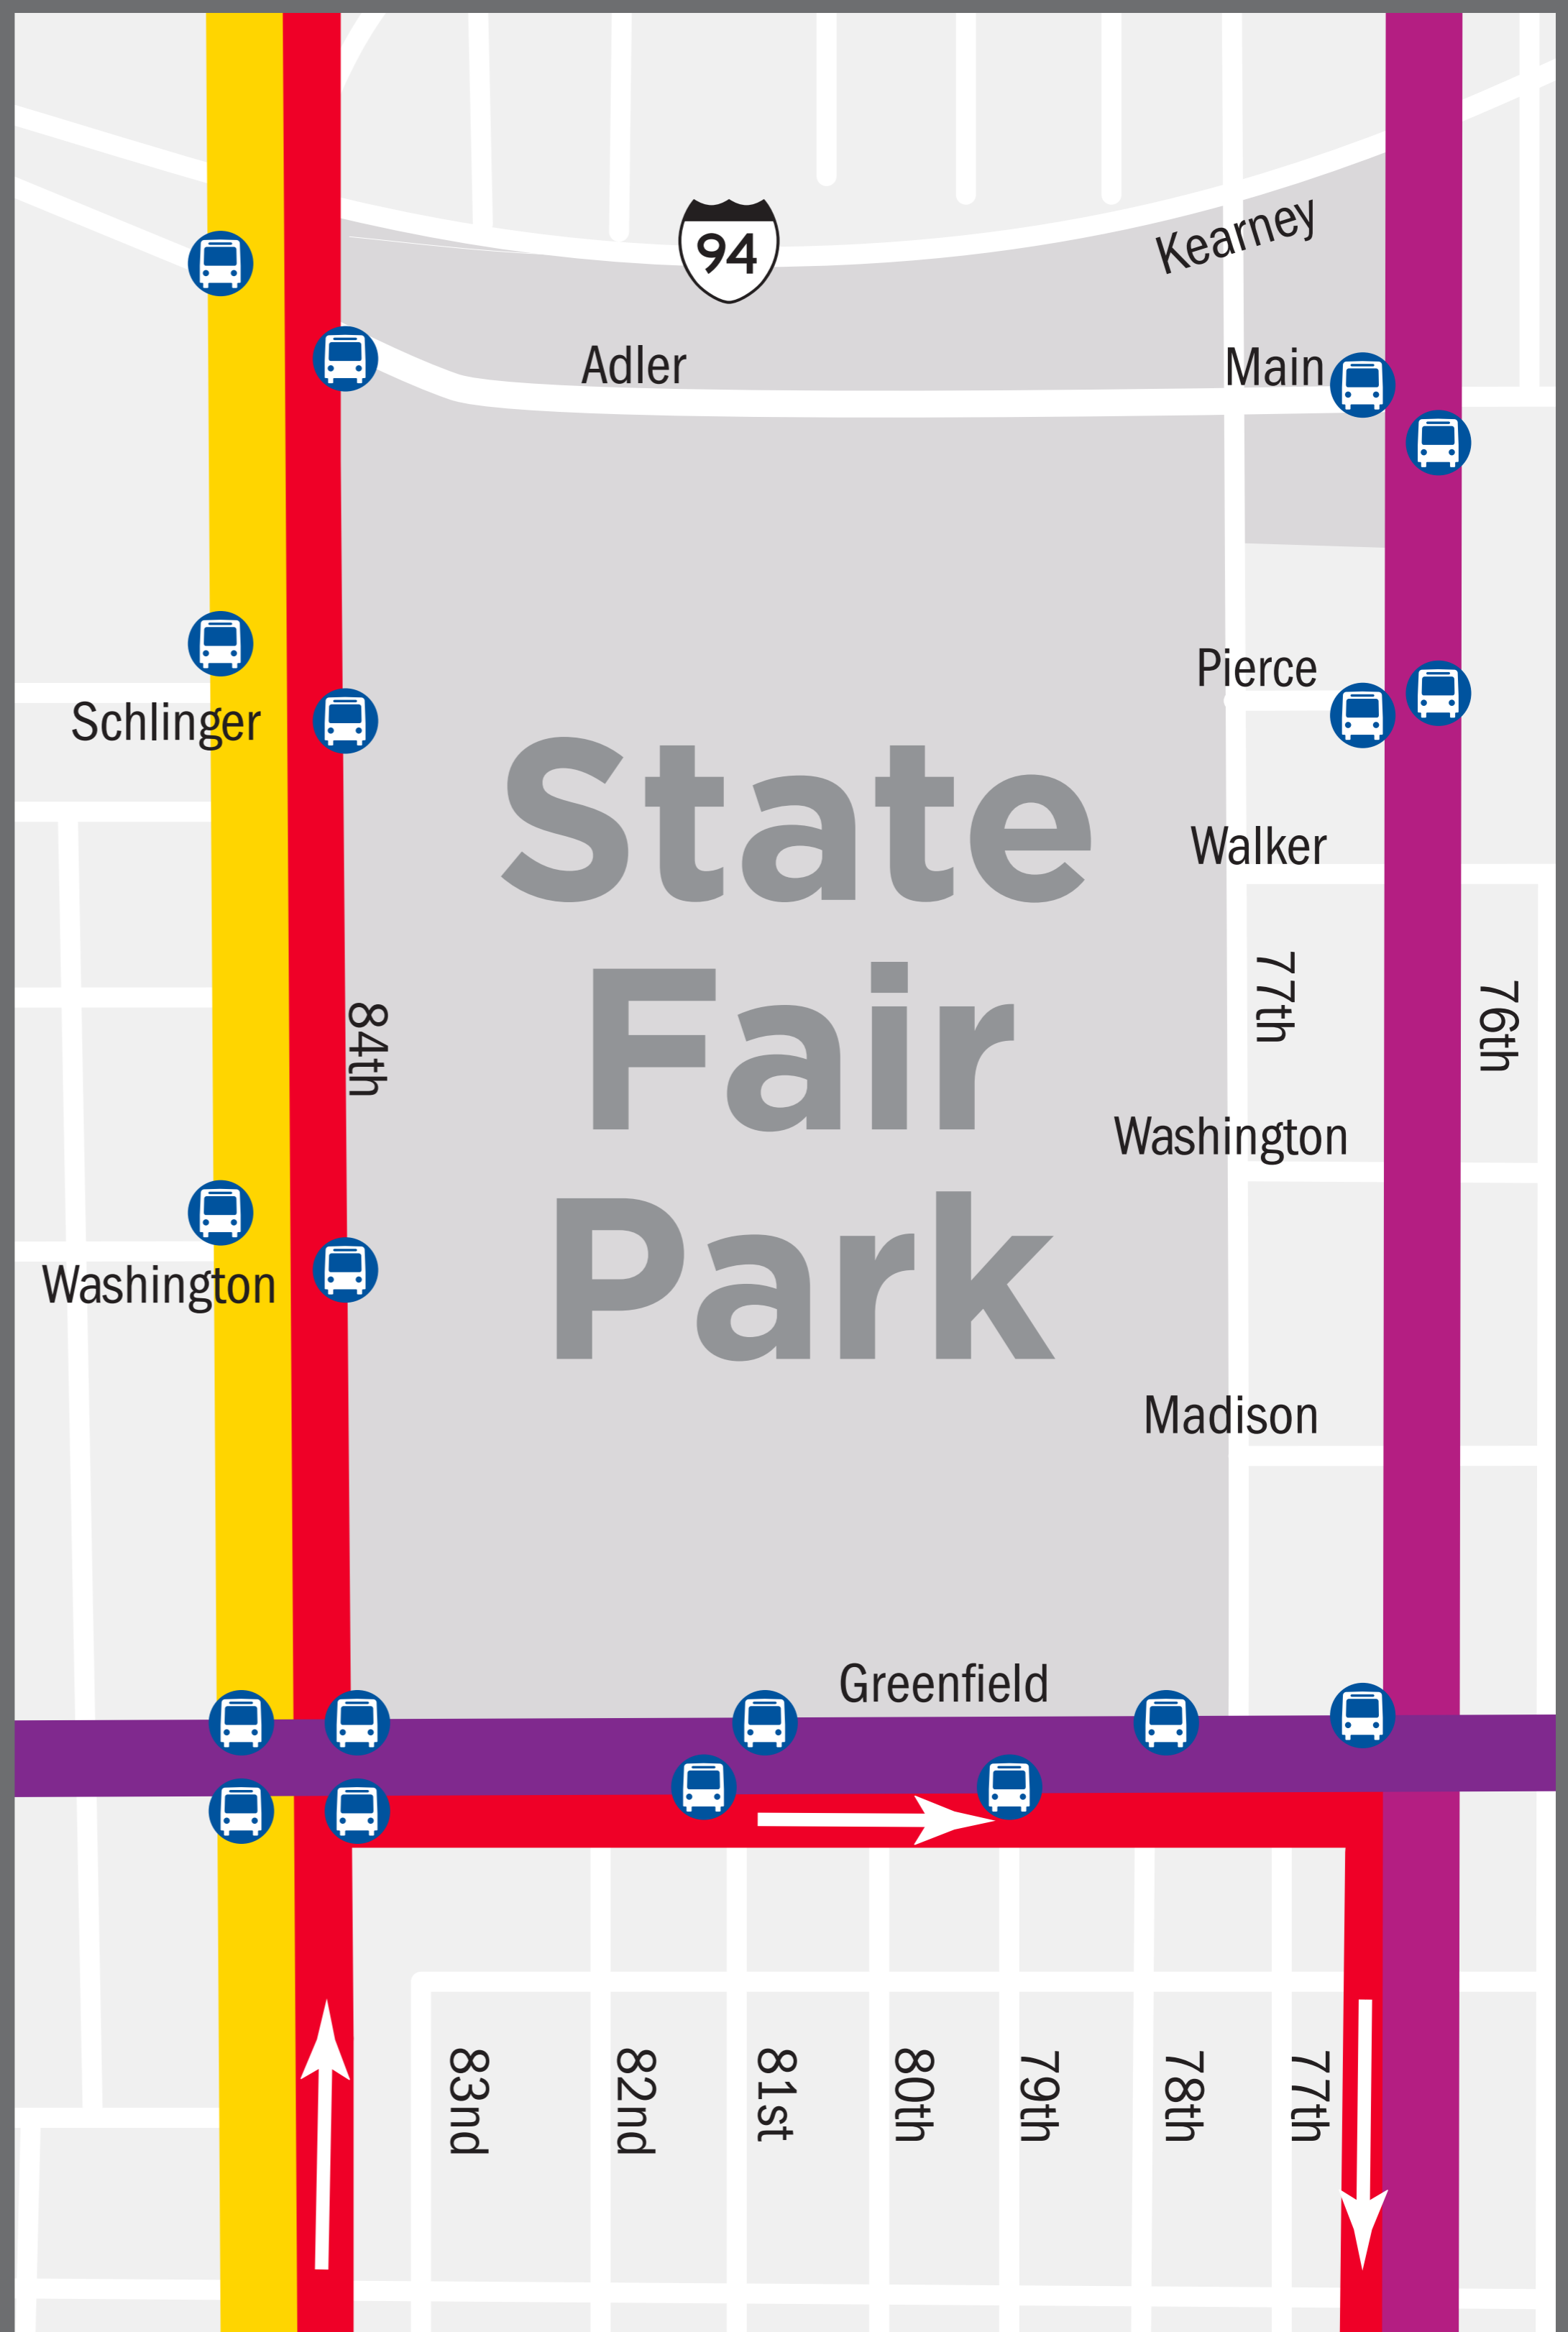 94
Kearney
Adler
Main
Pierce
Schlinger
State
Fair
Park
Walker
84th
77th
76th
Washington
Washington
Madison
Greenfield
83nd
82nd
81st
80th
79th
78th
77th